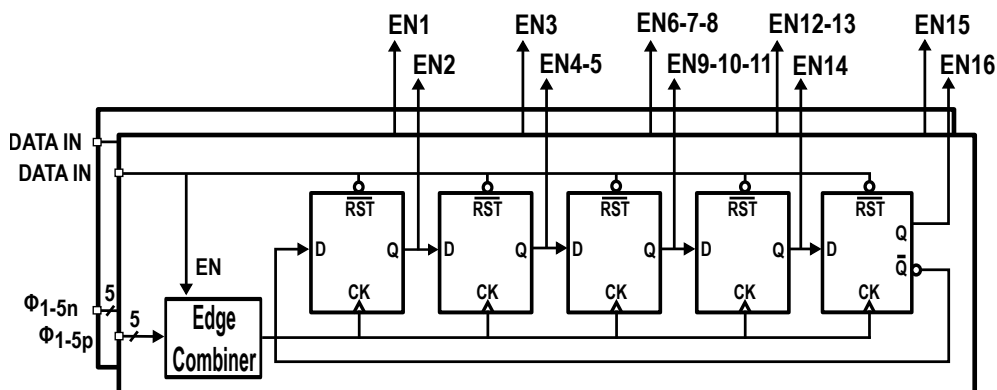 EN1
EN3
EN6-7-8
EN12-13
EN15
EN2
EN4-5
EN9-10-11
EN14
EN16
DATA IN
DATA IN
RST
RST
RST
RST
RST
D
Q
D
Q
D
Q
D
Q
D
Q
Q̅
EN
CK
CK
CK
CK
CK
Φ1-5n
5
Φ1-5p
5
Edge
Combiner